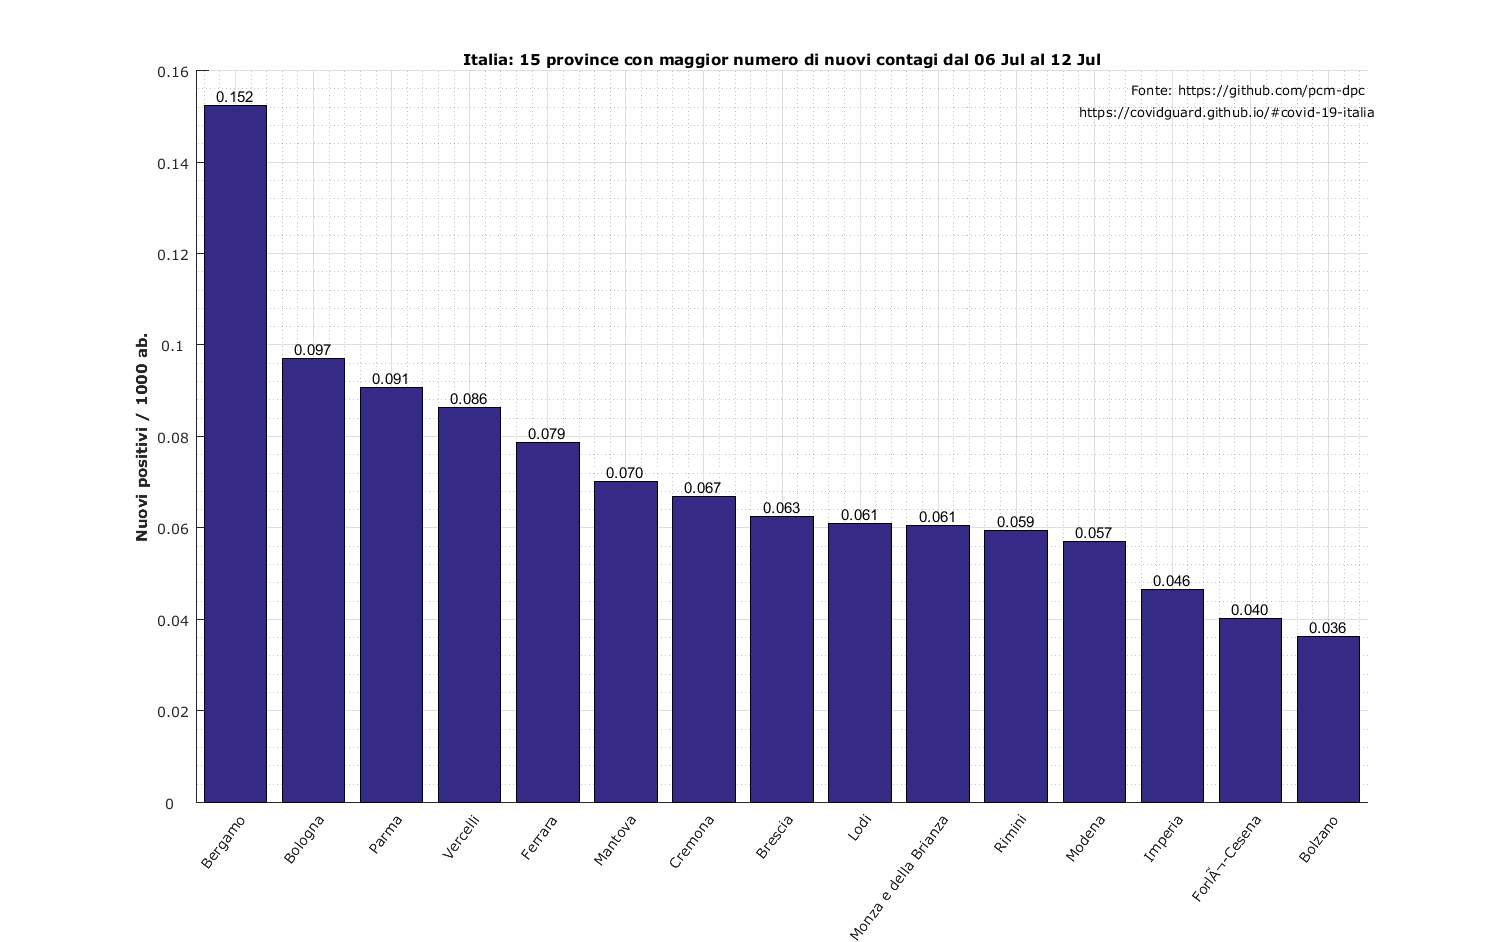 Italia: 15 province con maggior numero di nuovi contagi dal 06 Jul al 12 Jul
Fonte: https://github.com/pcm-dpc
https://covidguard.github.io/#covid-19-italia
Nuovi positivi / 1000 ab.
0.16
0.14
0.12
0.1
0.08
0.06
0.04
0.02
0
0.152
0.097
0.091
0.086
0.079
0.070
0.067
0.063
0.061
0.061
0.059
0.057
0.046
0.040
0.036
Bergamo
Bologna
Parma
Vercelli
Ferrara
Mantova
Cremona
Brescia
Lodi
Monza e della Brianza
Rimini
Modena
Imperia
ForlÃ¬-Cesena
Bolzano